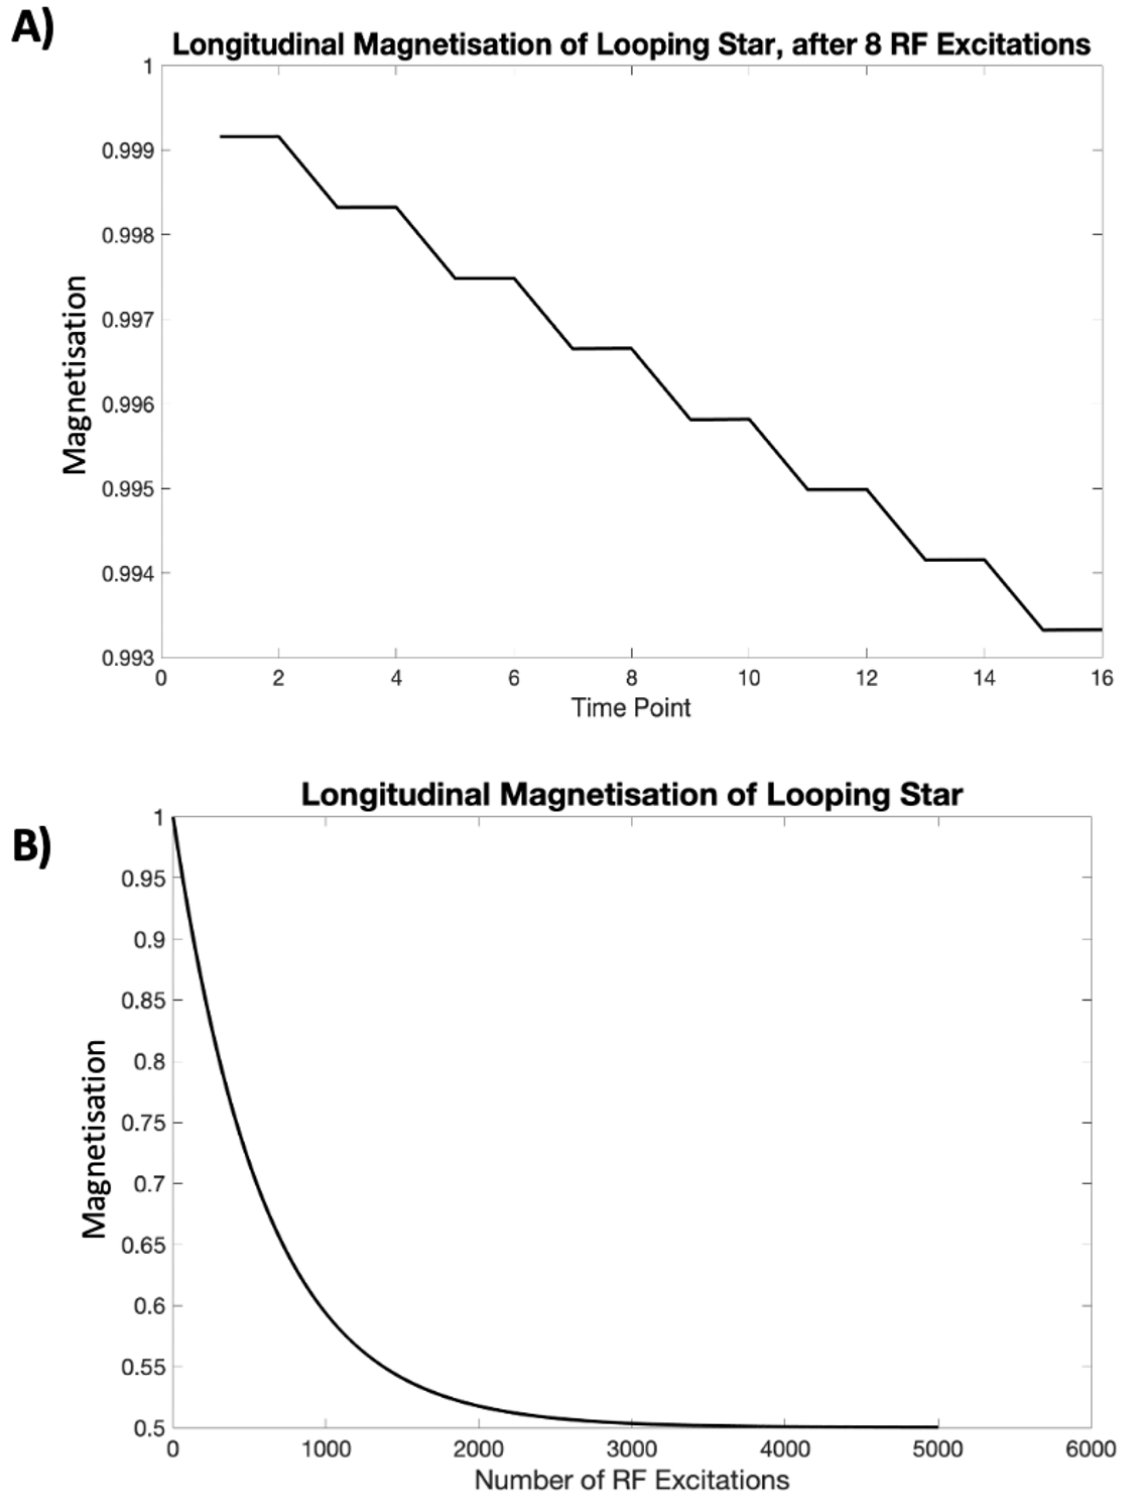 A)
Longitudinal Magnetisation of Looping Star, after 8 RF Excitations
1
0.999
0.998
0.997
0.996
0.995
0.994
0.993
Magnetisation
0 2 4 6 8 10 12 14 16
Time Point
B)
Longitudinal Magnetisation of Looping Star
1
0.95
0.9
0.85
0.8
0.75
0.7
0.65
0.6
0.55
0.5
Magnetisation
0 1000 2000 3000 4000 5000 6000
Number of RF Excitations